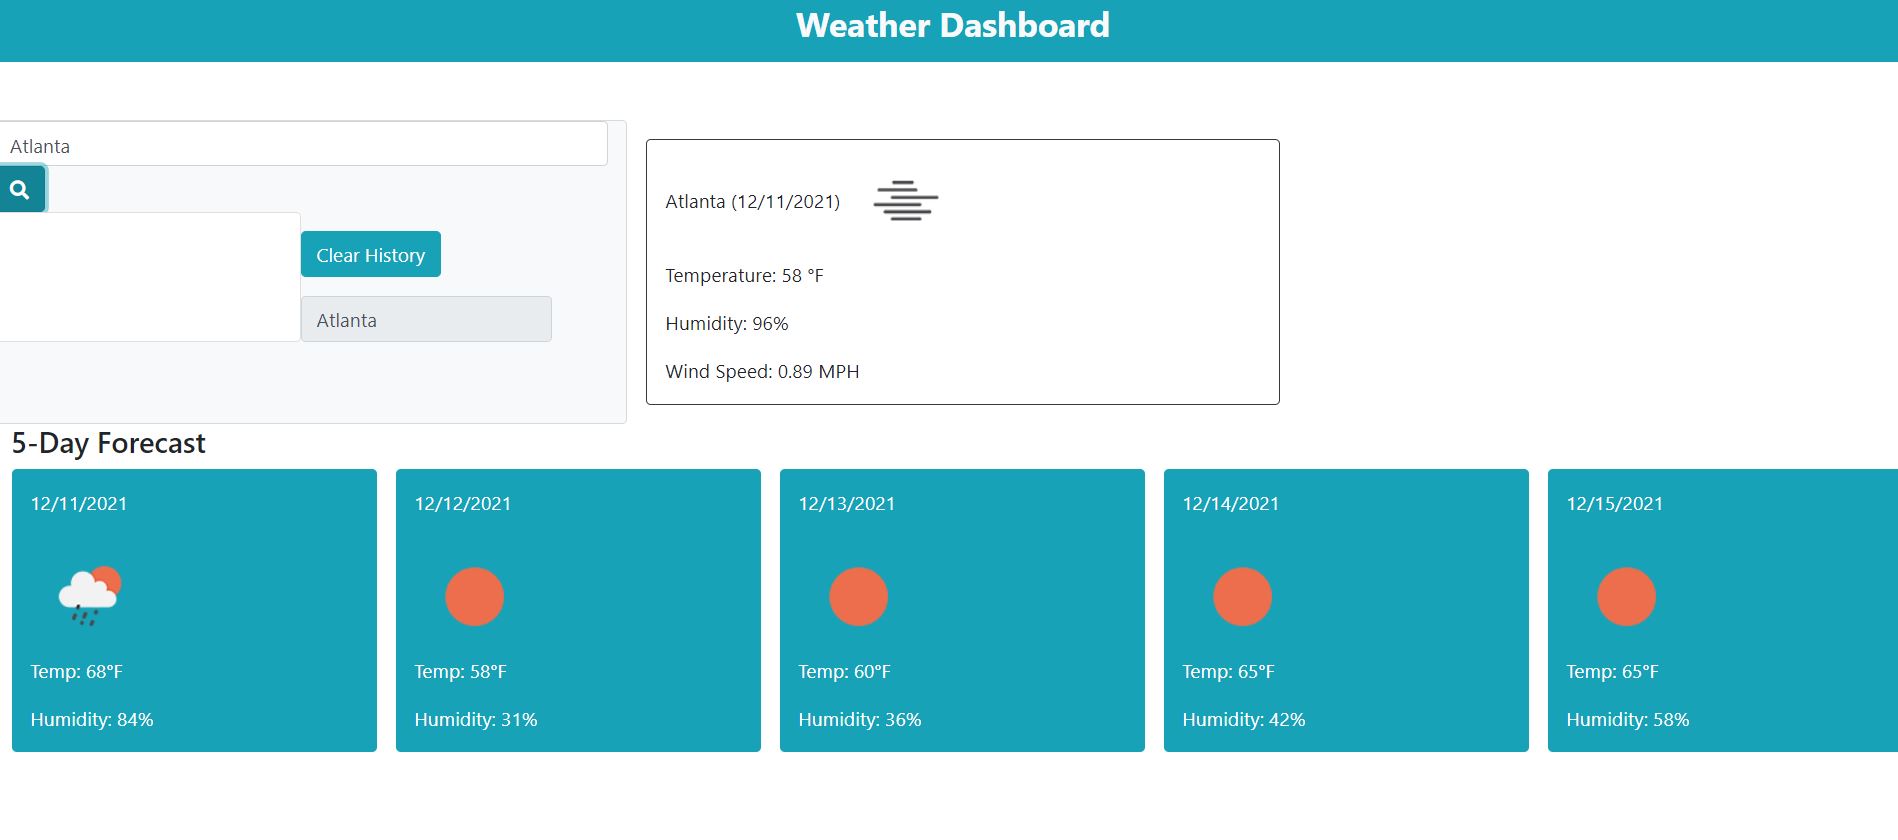 Weather Dashboard
Atlanta
Clear History
Atlanta
Atlanta (12/11/2021)
Temperature: 58 °F
Humidity: 96%
Wind Speed: 0.89 MPH
5-Day Forecast
12/11/2021
Temp: 68°F
Humidity: 84%
12/12/2021
Temp: 58°F
Humidity: 31%
12/13/2021
Temp: 60°F
Humidity: 36%
12/14/2021
Temp: 65°F
Humidity: 42%
12/15/2021
Temp: 65°F
Humidity: 58%